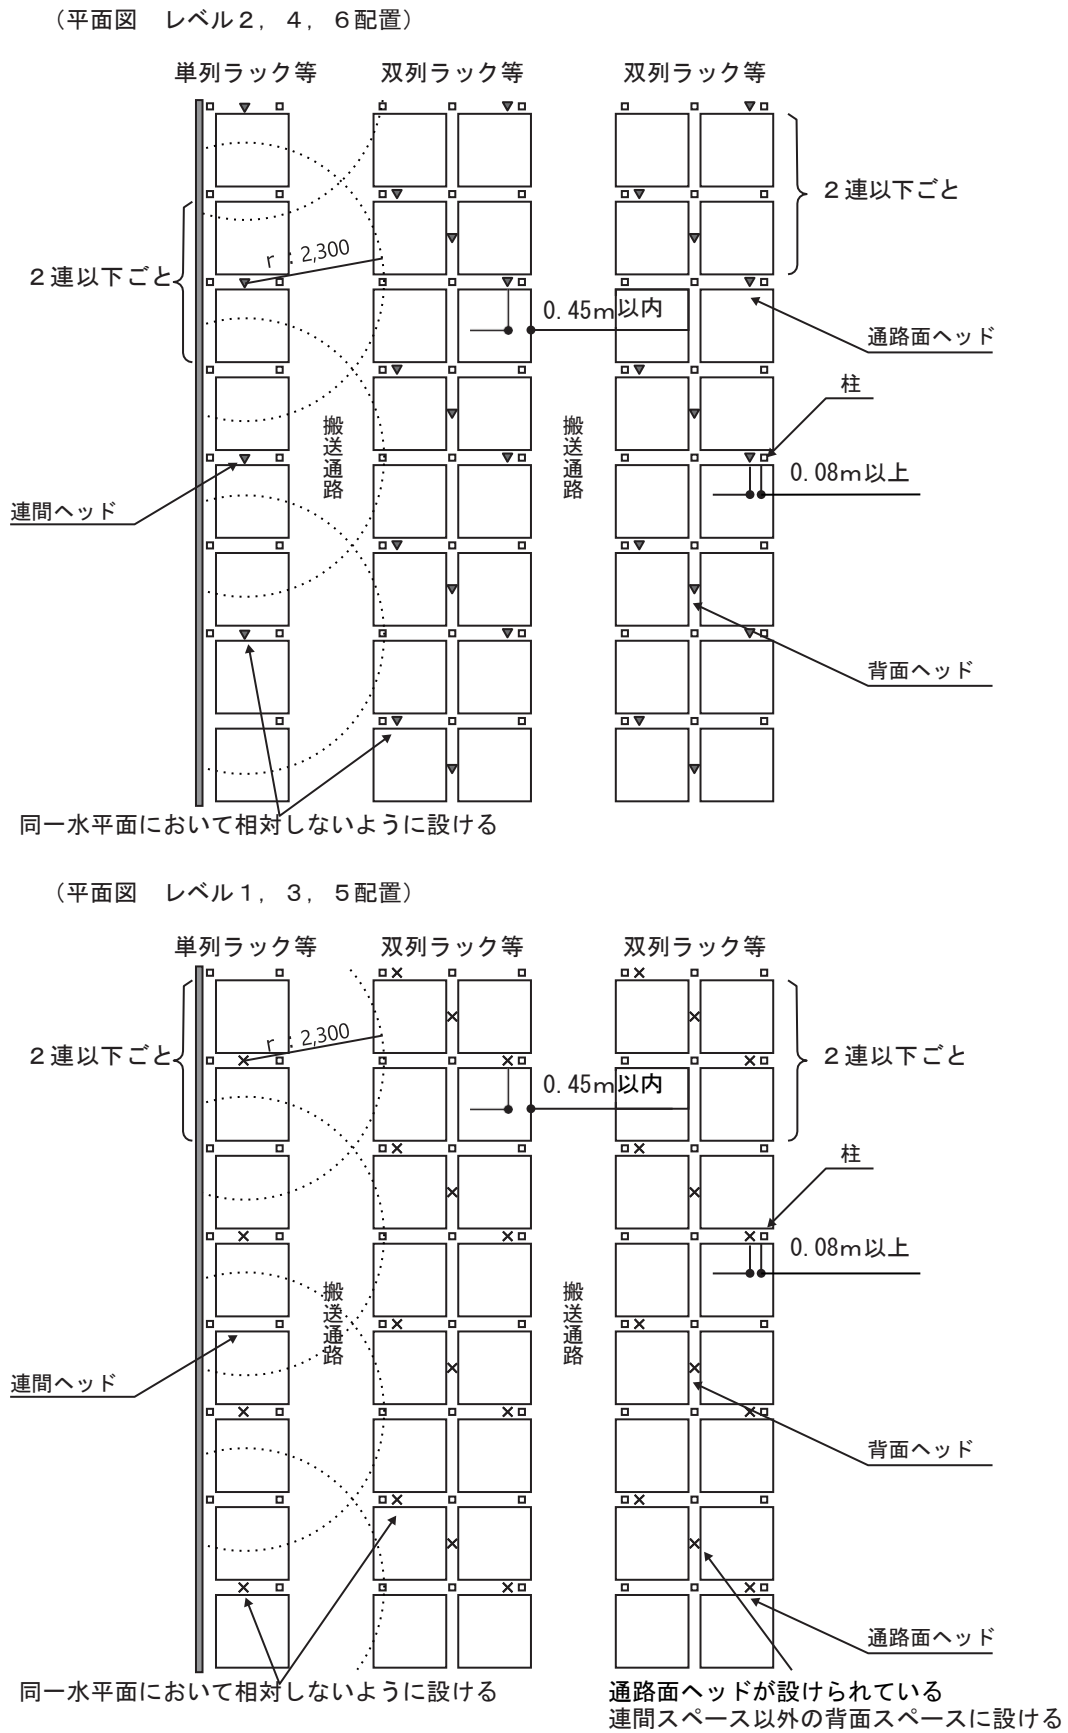 （平面図　レベル２，４，６配置）
単列ラック等
双列ラック等
双列ラック等
２連以下ごと
２連以下ごと
r：2,300
0.45ｍ以内
通路面ヘッド
柱
搬送通路
搬送通路
0.08ｍ以上
連間ヘッド
背面ヘッド
同一水平面において相対しないように設ける
（平面図　レベル１，３，５配置）
単列ラック等
双列ラック等
双列ラック等
２連以下ごと
r：2,300
２連以下ごと
0.45ｍ以内
柱
0.08ｍ以上
搬送通路
搬送通路
連間ヘッド
背面ヘッド
通路面ヘッド
同一水平面において相対しないように設ける
通路面ヘッドが設けられている
連間スペース以外の背面スペースに設ける